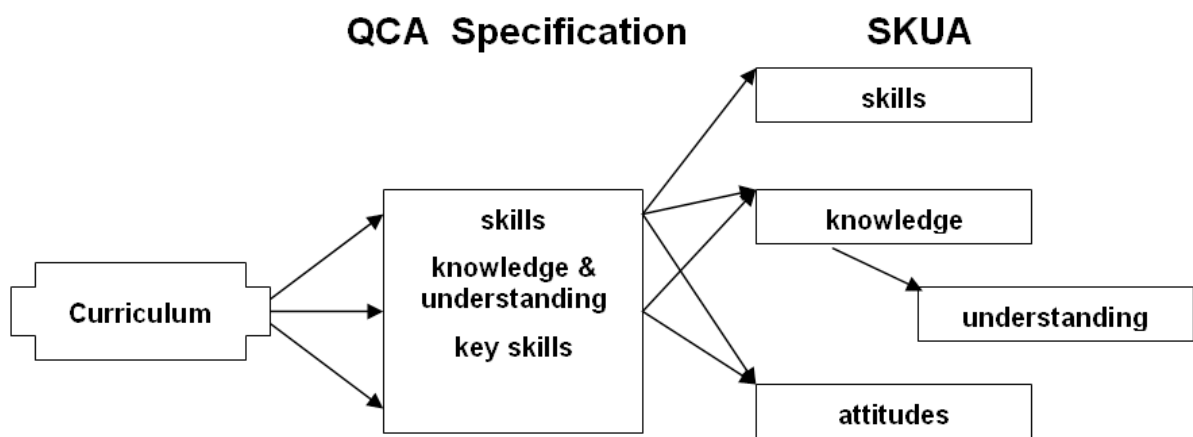 QCA Specification
SKUA
skills
skills
knowledge
knowledge &
understanding
Curriculum
understanding
key skills
attitudes